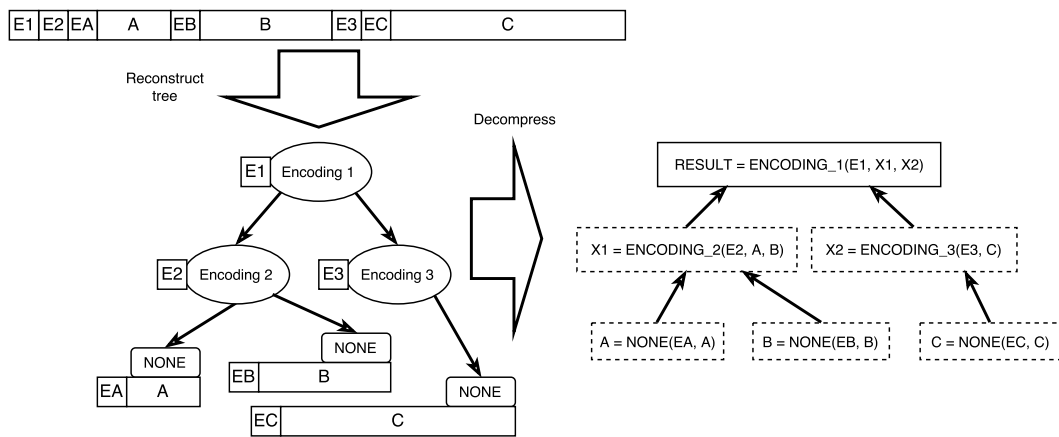 E1 E2 EA A EB B E3 EC C
Reconstruct
tree
Decompress
E1 Encoding 1
RESULT = ENCODING_1(E1, X1, X2)
E2 Encoding 2
E3 Encoding 3
X1 = ENCODING_2(E2, A, B)
X2 = ENCODING_3(E3, C)
NONE
EA A
NONE
EB B
NONE
EC C
A = NONE(EA, A)
B = NONE(EB, B)
C = NONE(EC, C)